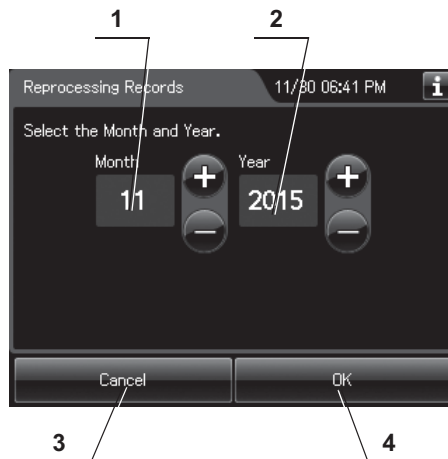 1 2
Reprocessing Records 11/30 06:41 PM i
Select the Month and Year.
Month Year
11 + 2015 +
− −
Cancel OK
3 4